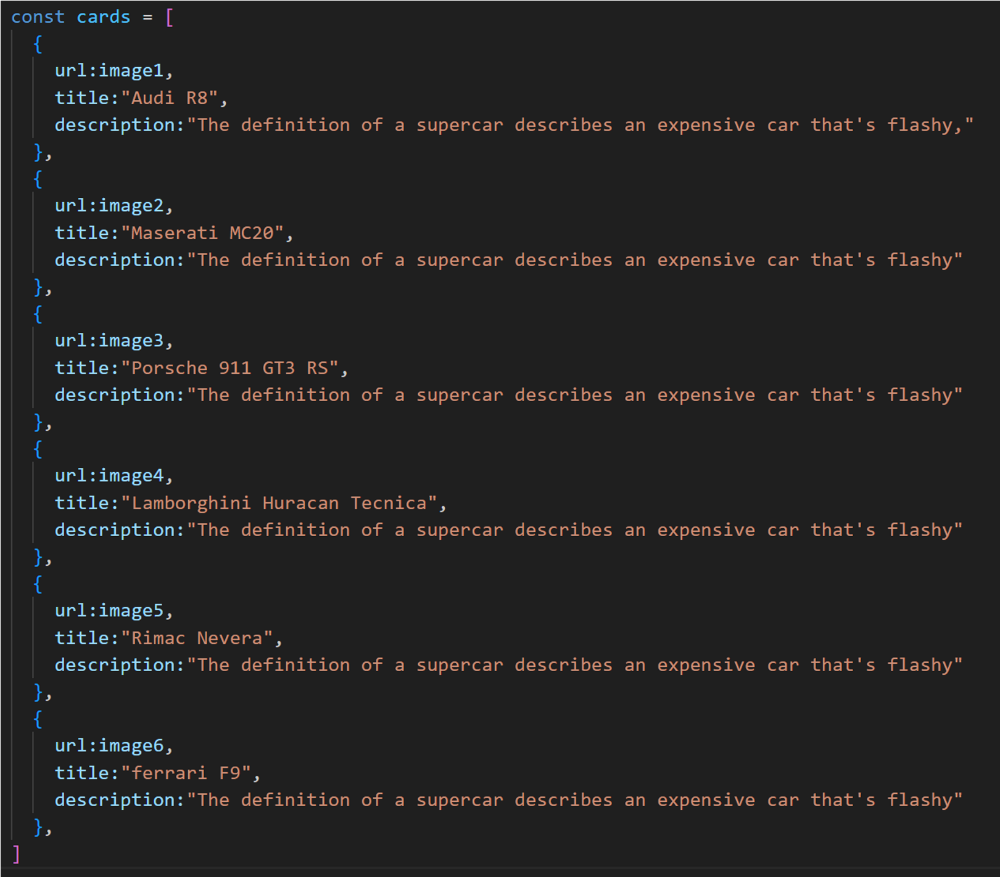 const cards = [
  {
    url:image1,
    title:"Audi R8",
    description:"The definition of a supercar describes an expensive car that's flashy,"
  },
  {
    url:image2,
    title:"Maserati MC20",
    description:"The definition of a supercar describes an expensive car that's flashy"
  },
  {
    url:image3,
    title:"Porsche 911 GT3 RS",
    description:"The definition of a supercar describes an expensive car that's flashy"
  },
  {
    url:image4,
    title:"Lamborghini Huracan Tecnica",
    description:"The definition of a supercar describes an expensive car that's flashy"
  },
  {
    url:image5,
    title:"Rimac Nevera",
    description:"The definition of a supercar describes an expensive car that's flashy"
  },
  {
    url:image6,
    title:"ferrari F9",
    description:"The definition of a supercar describes an expensive car that's flashy"
  },
]